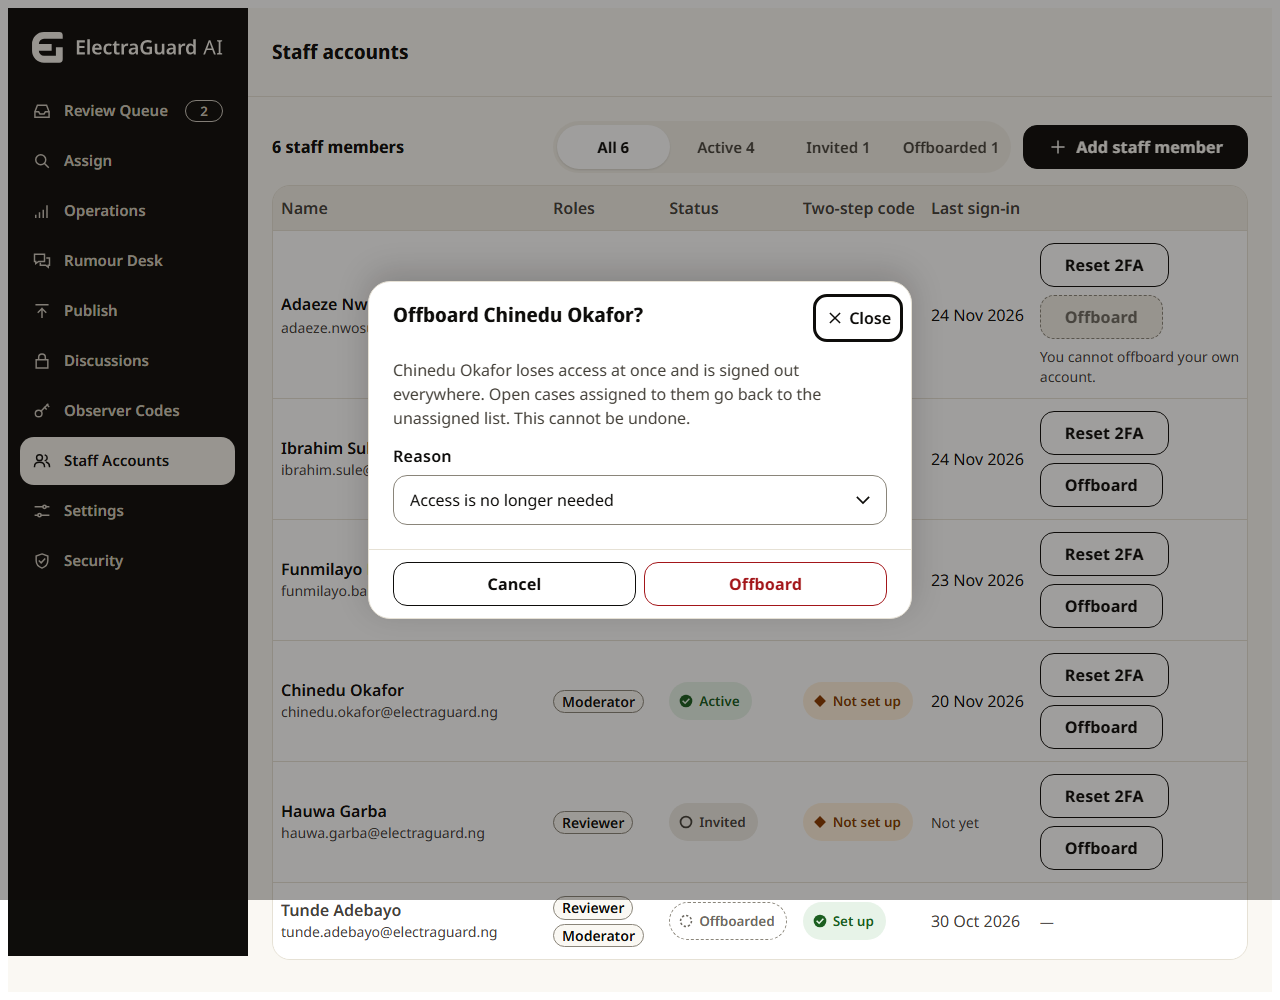 ElectraGuard AI
Review Queue 2
Assign
Operations
Rumour Desk
Publish
Discussions
Observer Codes
Staff Accounts
Settings
Security
Staff accounts
6 staff members
All 6
Active 4
Invited 1
Offboarded 1
Add staff member
Name Roles Status Two-step code Last sign-in
Adaeze Nw
adaeze.nwos
24 Nov 2026
Reset 2FA
Offboard
You cannot offboard your own
account.
Ibrahim Su
ibrahim.sule@
24 Nov 2026
Reset 2FA
Offboard
Funmilayo
funmilayo.ba
23 Nov 2026
Reset 2FA
Offboard
Offboard Chinedu Okafor?
Close
Chinedu Okafor loses access at once and is signed out
everywhere. Open cases assigned to them go back to the
unassigned list. This cannot be undone.
Reason
Access is no longer needed
Cancel
Offboard
Chinedu Okafor
chinedu.okafor@electraguard.ng
Moderator
Active
Not set up
20 Nov 2026
Reset 2FA
Offboard
Hauwa Garba
hauwa.garba@electraguard.ng
Reviewer
Invited
Not set up
Not yet
Reset 2FA
Offboard
Tunde Adebayo
tunde.adebayo@electraguard.ng
Reviewer
Moderator
Offboarded
Set up
30 Oct 2026
—